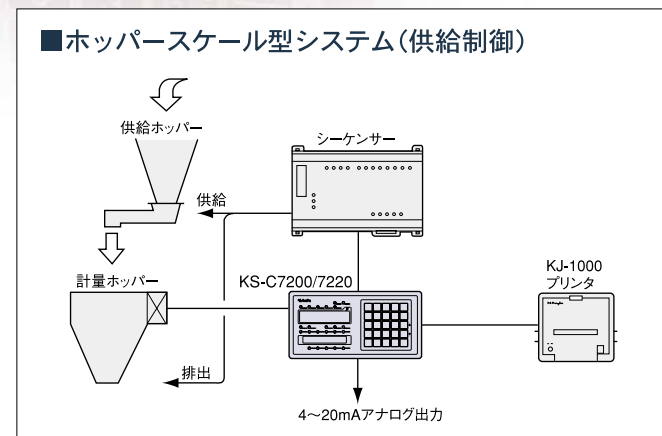 ■ホッパースケール型システム（供給制御）
供給ホッパー
シーケンサー
供給
計量ホッパー
KS-C7200/7220
KJ-1000
プリンタ
排出
4〜20mAアナログ出力